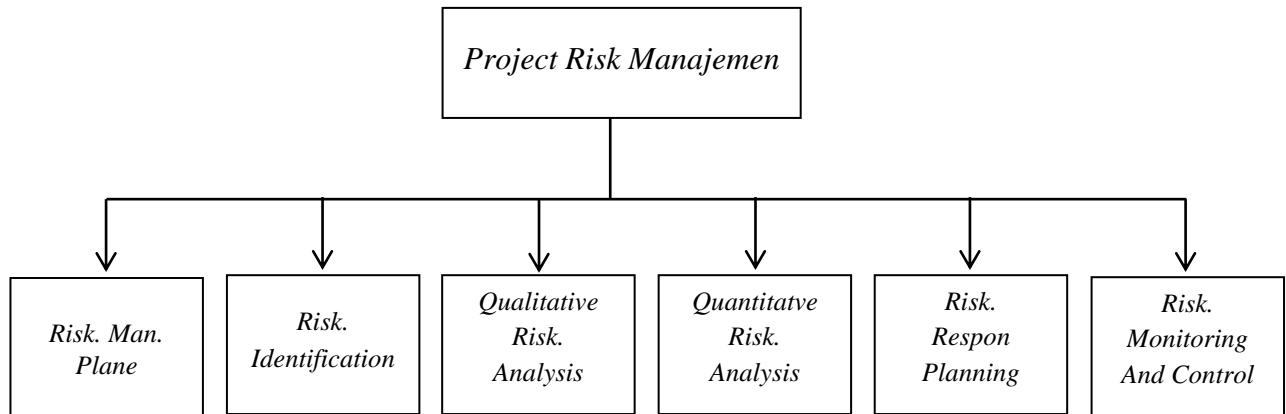 Project Risk Manajemen
Risk. Man.
Plane
Risk.
Identification
Qualitative
Risk.
Analysis
Quantitatve
Risk.
Analysis
Risk.
Respon
Planning
Risk.
Monitoring
And Control